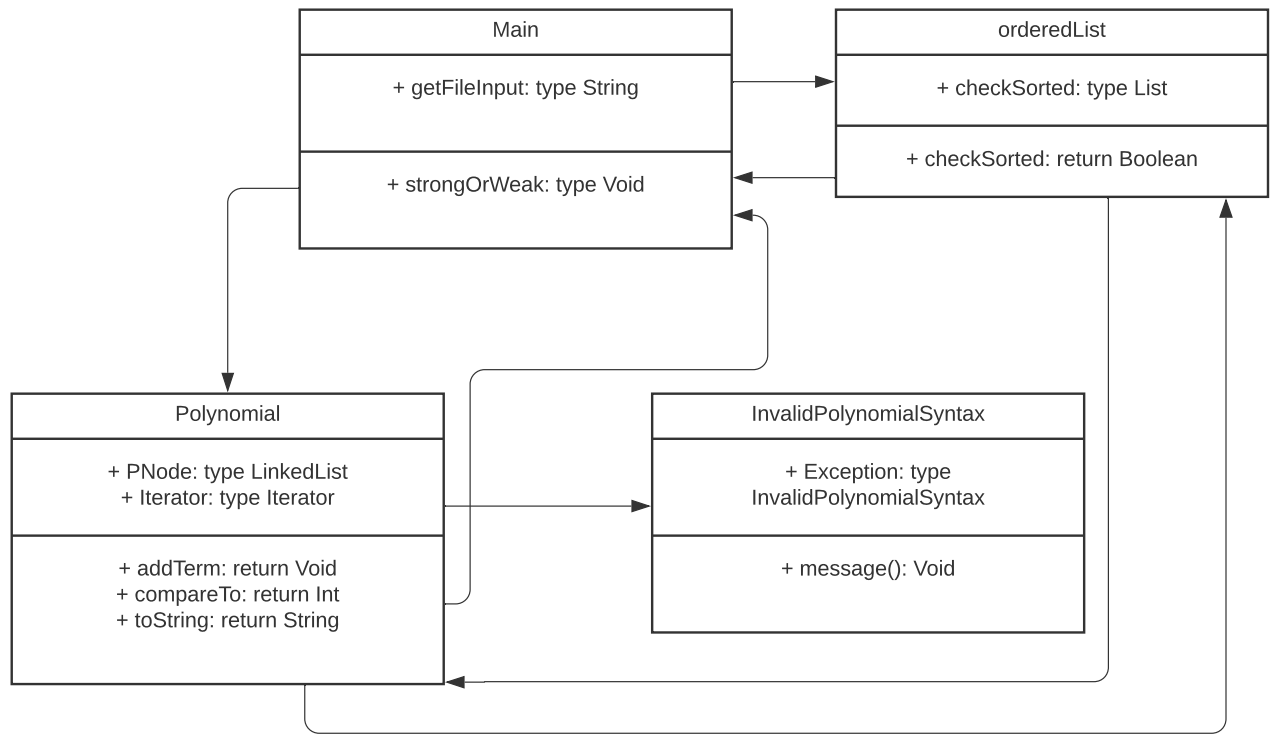 Main
+ getFileInput: type String
+ strongOrWeak: type Void
orderedList
+ checkSorted: type List
+ checkSorted: return Boolean
Polynomial
+ PNode: type LinkedList
+ Iterator: type Iterator
+ addTerm: return Void
+ compareTo: return Int
+ toString: return String
InvalidPolynomialSyntax
+ Exception: type
InvalidPolynomialSyntax
+ message(): Void